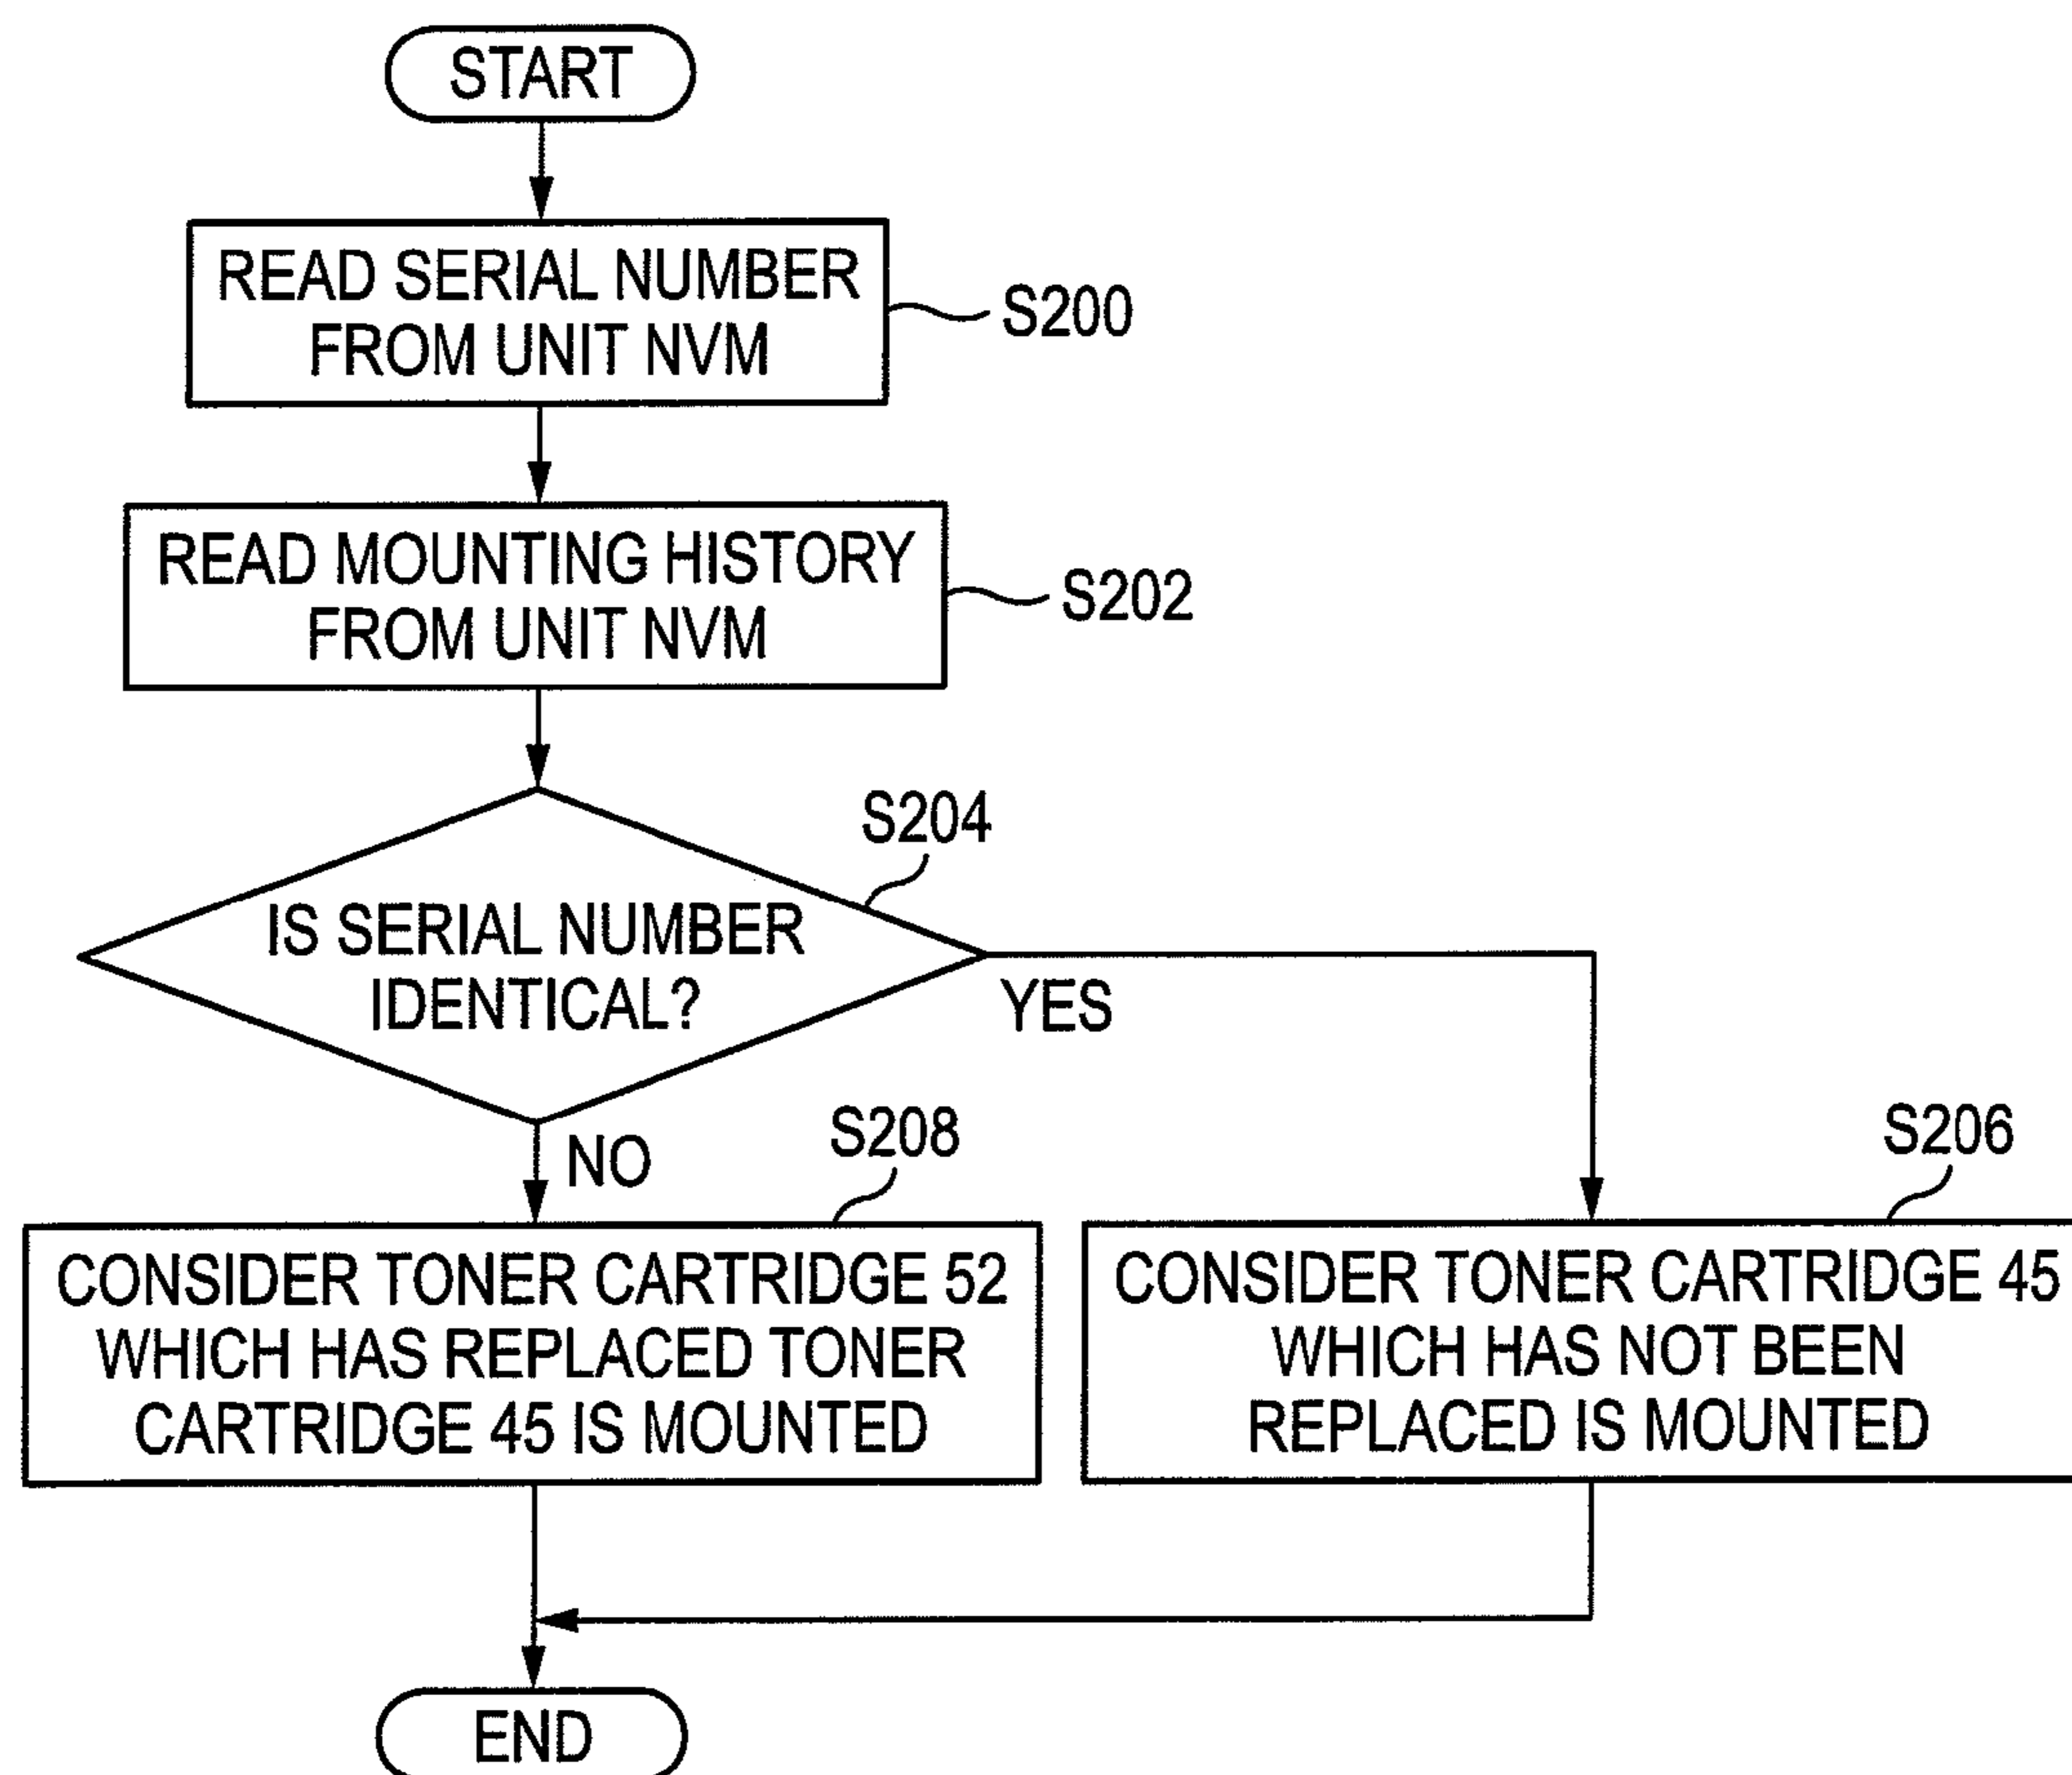 START
READ SERIAL NUMBER
FROM UNIT NVM
S200
READ MOUNTING HISTORY
FROM UNIT NVM
S202
S204
IS SERIAL NUMBER
IDENTICAL?
YES
NO
S208
S206
CONSIDER TONER CARTRIDGE 52
WHICH HAS REPLACED TONER
CARTRIDGE 45 IS MOUNTED
CONSIDER TONER CARTRIDGE 45
WHICH HAS NOT BEEN
REPLACED IS MOUNTED
END